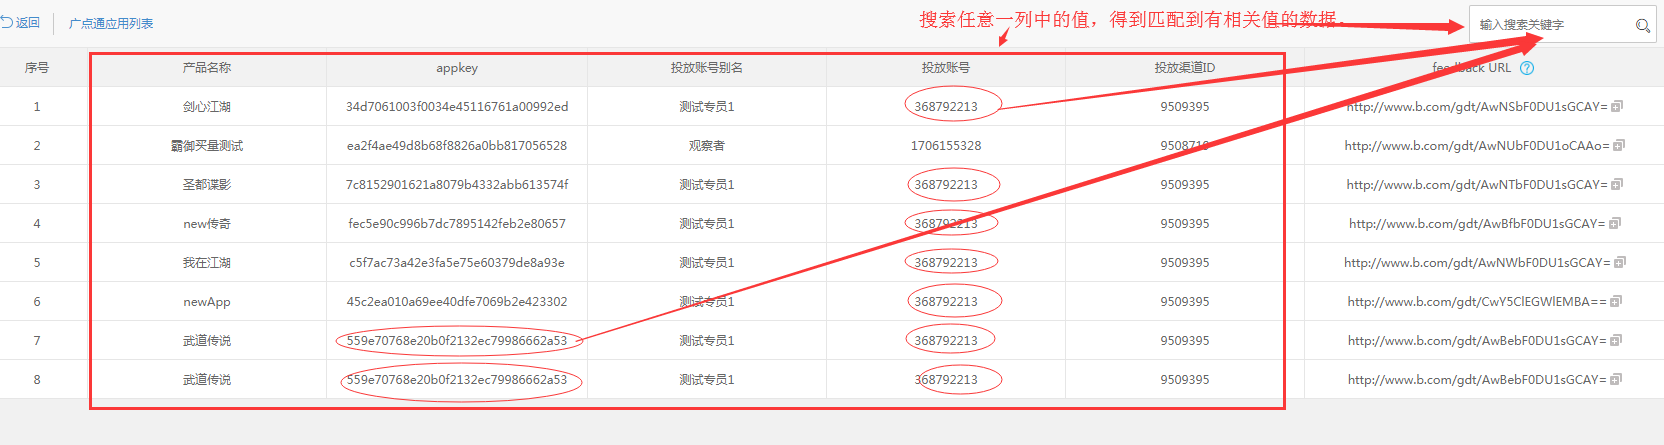 返回 广点通应用列表 搜索任意一列中的值，得到匹配到有相关值的数据。 输入搜索关键字
序号 产品名称 appkey 投放账号别名 投放账号 投放渠道ID feedback URL ?
1 剑心江湖 34d7061003f0034e45116761a00992ed 测试专员1 368792213 9509395 http://www.b.com/gdt/AwNSbF0DU1sGCAY=
2 霸御买量测试 ea2f4ae49d8b68f8826a0bb817056528 观察者 1706155328 9508719 http://www.b.com/gdt/AwNUbF0DU1oCAAo=
3 圣都谍影 7c8152901621a8079b4332abb613574f 测试专员1 368792213 9509395 http://www.b.com/gdt/AwNTbF0DU1sGCAY=
4 new传奇 fec5e90c996b7dc7895142feb2e80657 测试专员1 368792213 9509395 http://www.b.com/gdt/AwBfbF0DU1sGCAY=
5 我在江湖 c5f7ac73a42e3fa5e75e60379de8a93e 测试专员1 368792213 9509395 http://www.b.com/gdt/AwNWbF0DU1sGCAY=
6 newApp 45c2ea010a69ee40dfe7069b2e423302 测试专员1 368792213 9509395 http://www.b.com/gdt/CwY5ClEGWlEMBA==
7 武道传说 559e70768e20b0f2132ec79986662a53 测试专员1 368792213 9509395 http://www.b.com/gdt/AwBebF0DU1sGCAY=
8 武道传说 559e70768e20b0f2132ec79986662a53 测试专员1 368792213 9509395 http://www.b.com/gdt/AwBebF0DU1sGCAY=